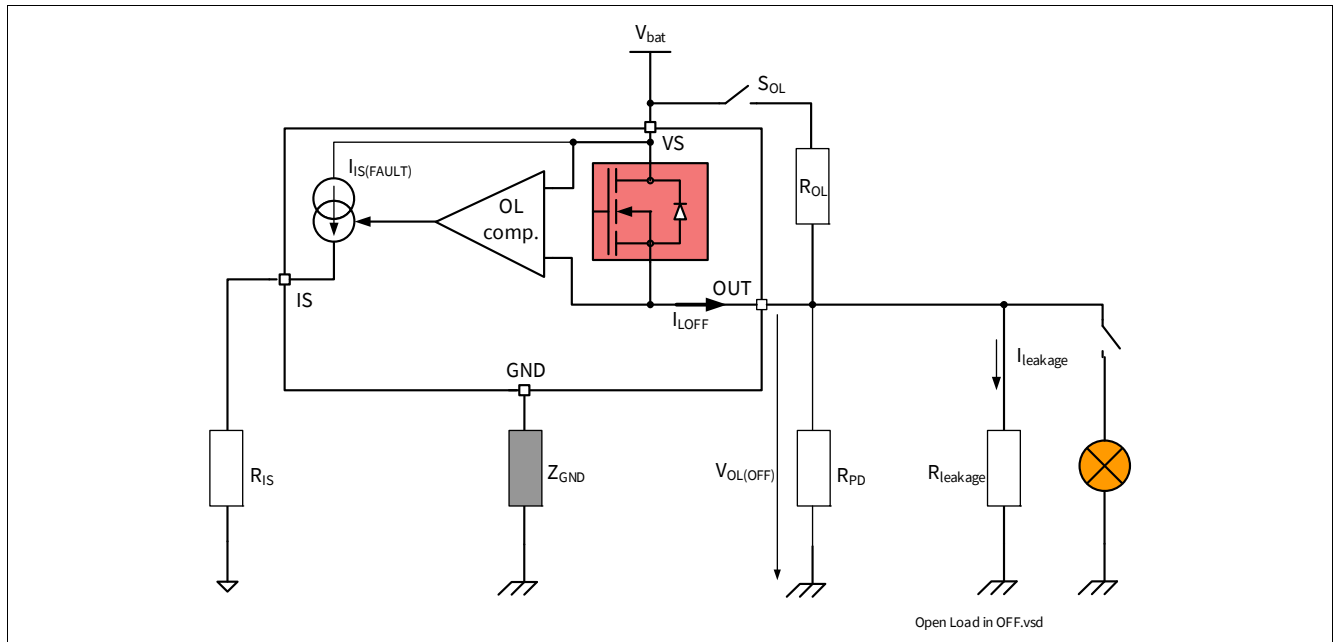 Vbat
SOL
VS
IIS(FAULT)
ROL
OL
comp.
OUT
IS
ILOFF
GND
Ileakage
RIS
ZGND
VOL(OFF)
RPD
Rleakage
Open Load in OFF.vsd